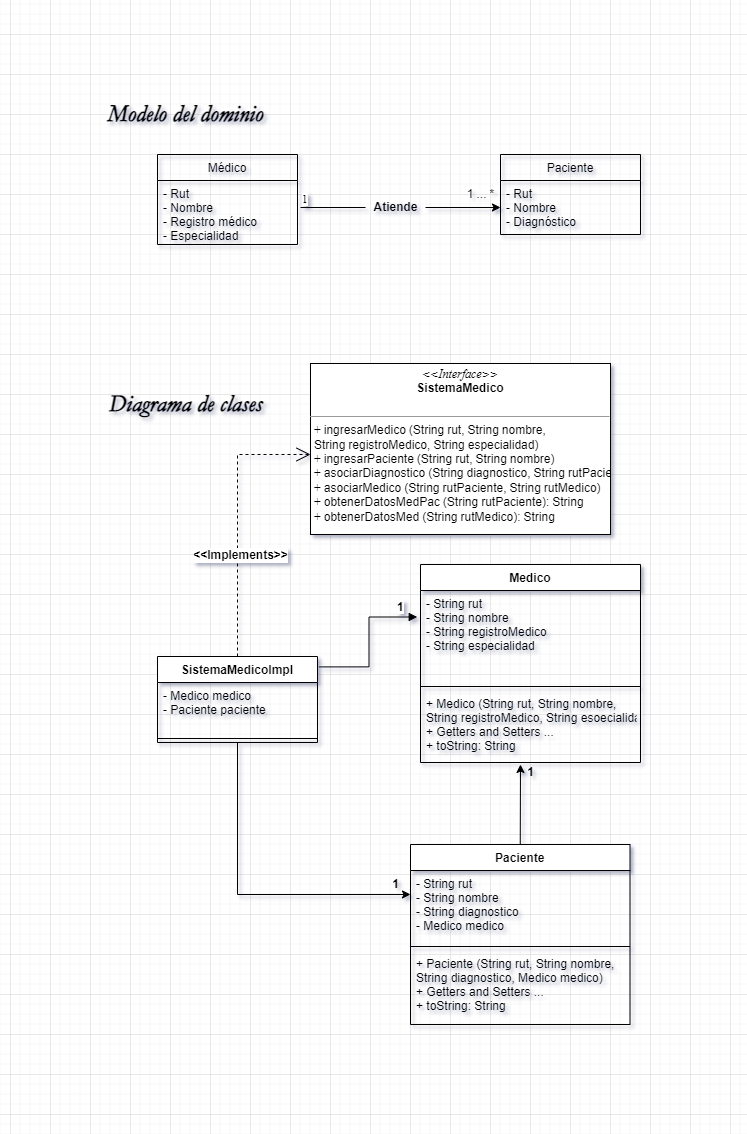 Modelo del dominio
Médico
- Rut
- Nombre
- Registro médico
- Especialidad
1
Atiende
1 ... *
Paciente
- Rut
- Nombre
- Diagnóstico
Diagrama de clases
<<Interface>>
SistemaMedico
+ ingresarMedico (String rut, String nombre,
String registroMedico, String especialidad)
+ ingresarPaciente (String rut, String nombre)
+ asociarDiagnostico (String diagnostico, String rutPacie
+ asociarMedico (String rutPaciente, String rutMedico)
+ obtenerDatosMedPac (String rutPaciente): String
+ obtenerDatosMed (String rutMedico): String
<<Implements>>
1
Medico
- String rut
- String nombre
- String registroMedico
- String especialidad
+ Medico (String rut, String nombre,
String registroMedico, String esoecialida
+ Getters and Setters ...
+ toString: String
SistemaMedicoImpl
- Medico medico
- Paciente paciente
1
1
Paciente
- String rut
- String nombre
- String diagnostico
- Medico medico
+ Paciente (String rut, String nombre,
String diagnostico, Medico medico)
+ Getters and Setters ...
+ toString: String